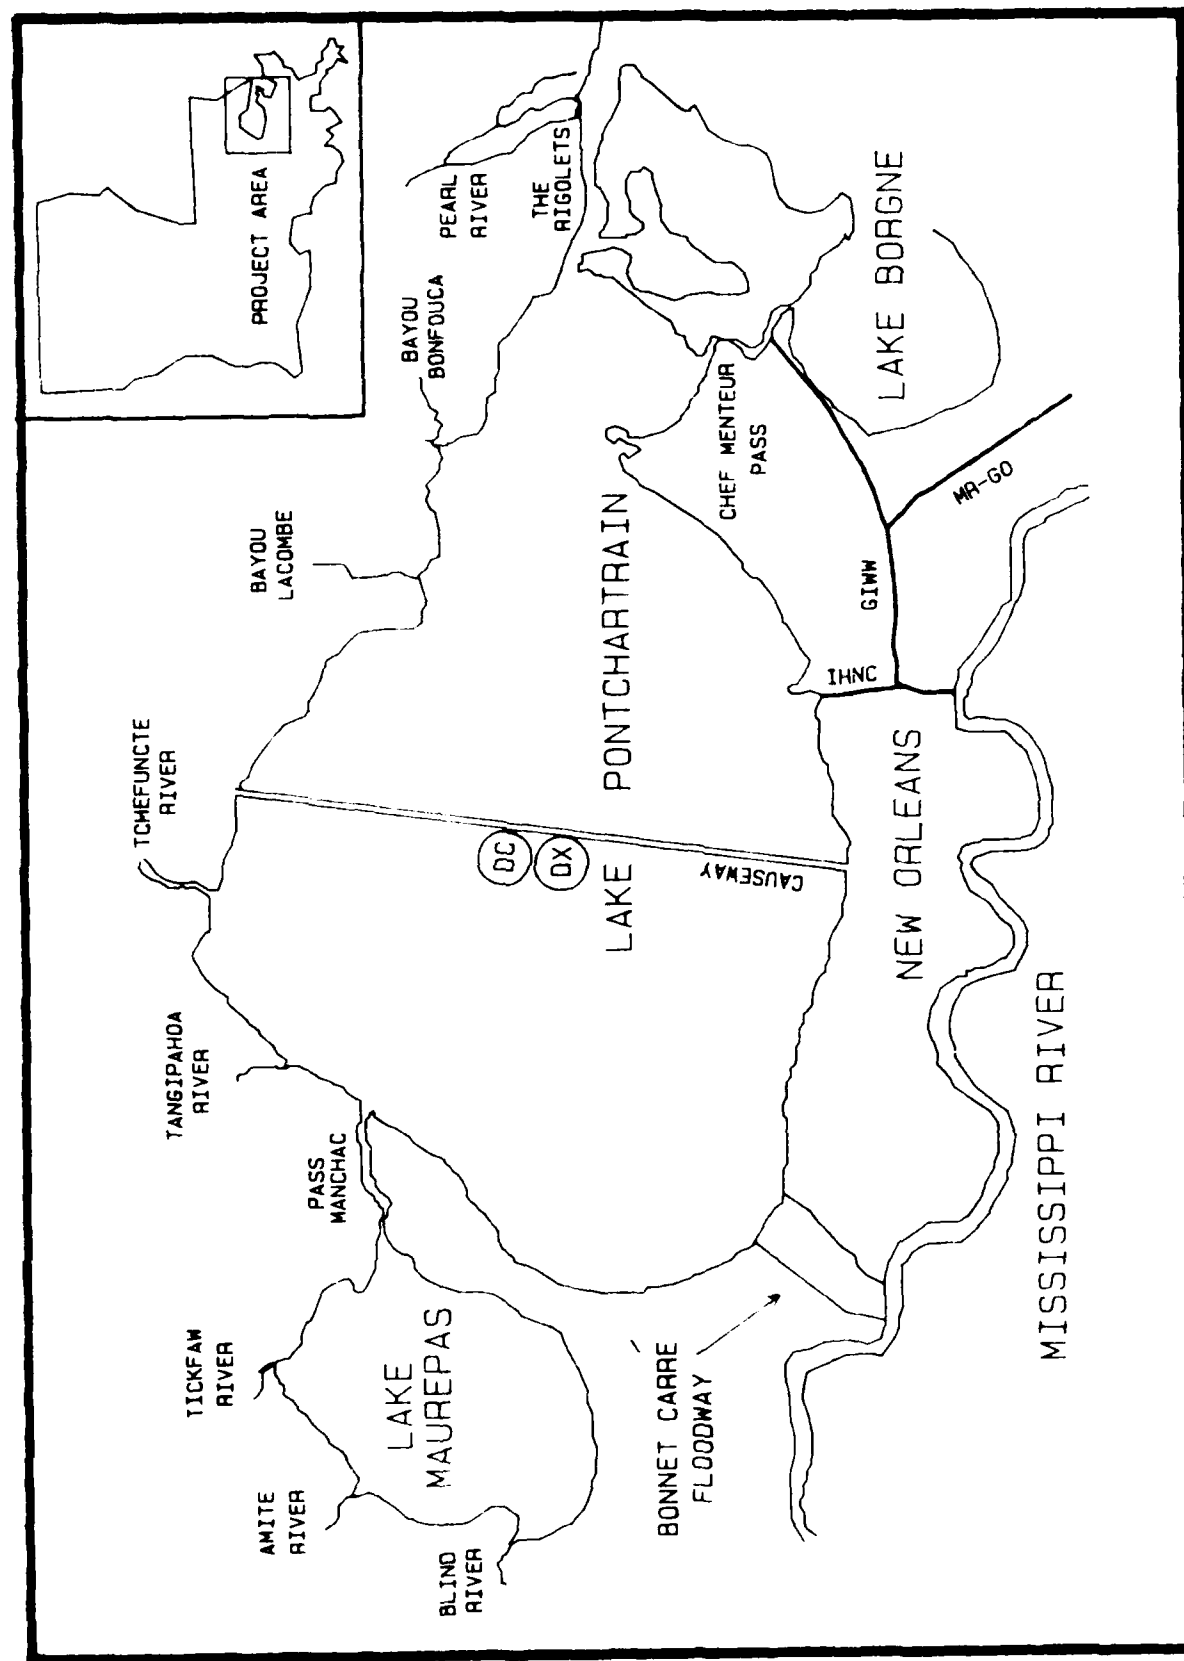 PROJECT AREA
TCHEFUNCTE
RIVER
TANGIPAHOA
RIVER
TICKFAW
RIVER
AMITE
RIVER
BLIND
RIVER
PASS
MANCHAC
LAKE
MAUREPAS
BAYOU
LACOMBE
BAYOU
BONFOUCA
PEARL
RIVER
THE
RIGOLETS
DC
DX
LAKE PONTCHARTRAIN
CAUSEWAY
CHEF MENTEUR
PASS
LAKE BORGNE
MR-GO
GIWW
IHNC
NEW ORLEANS
BONNET CARRE
FLOODWAY
MISSISSIPPI RIVER